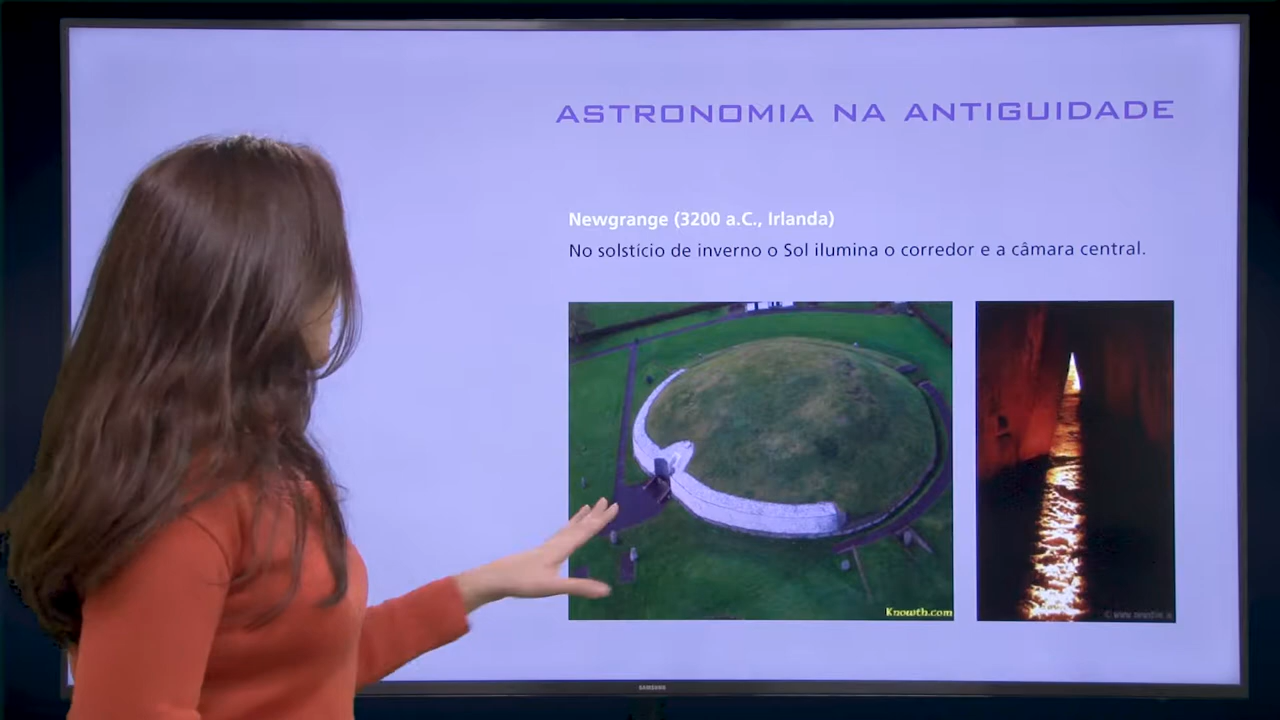 ASTRONOMIA NA ANTIGUIDADE
Newgrange (3200 a.C., Irlanda)
No solstício de inverno o Sol ilumina o corredor e a câmara central.
Knowth.com
SAMSUNG